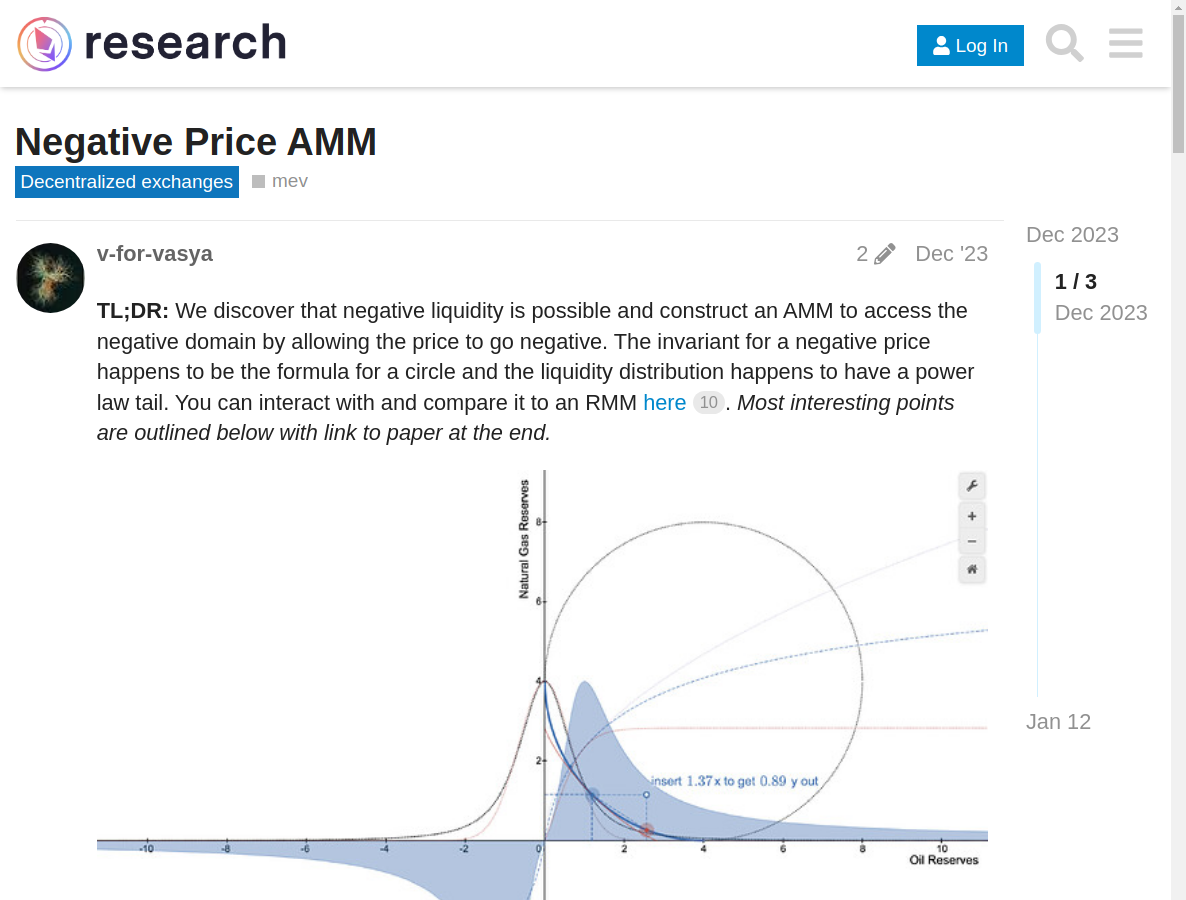 research
Log In
Negative Price AMM
Decentralized exchanges
mev
v-for-vasya
2
Dec '23
Dec 2023
1 / 3
Dec 2023
TL;DR: We discover that negative liquidity is possible and construct an AMM to access the
negative domain by allowing the price to go negative. The invariant for a negative price
happens to be the formula for a circle and the liquidity distribution happens to have a power
law tail. You can interact with and compare it to an RMM here 10. Most interesting points
are outlined below with link to paper at the end.
Natural Gas Reserves
8
6
4
2
insert 1.37x to get 0.89 y out
-10 -8 -6 -4 -2 0 2 4 6 8 10
Oil Reserves
Jan 12